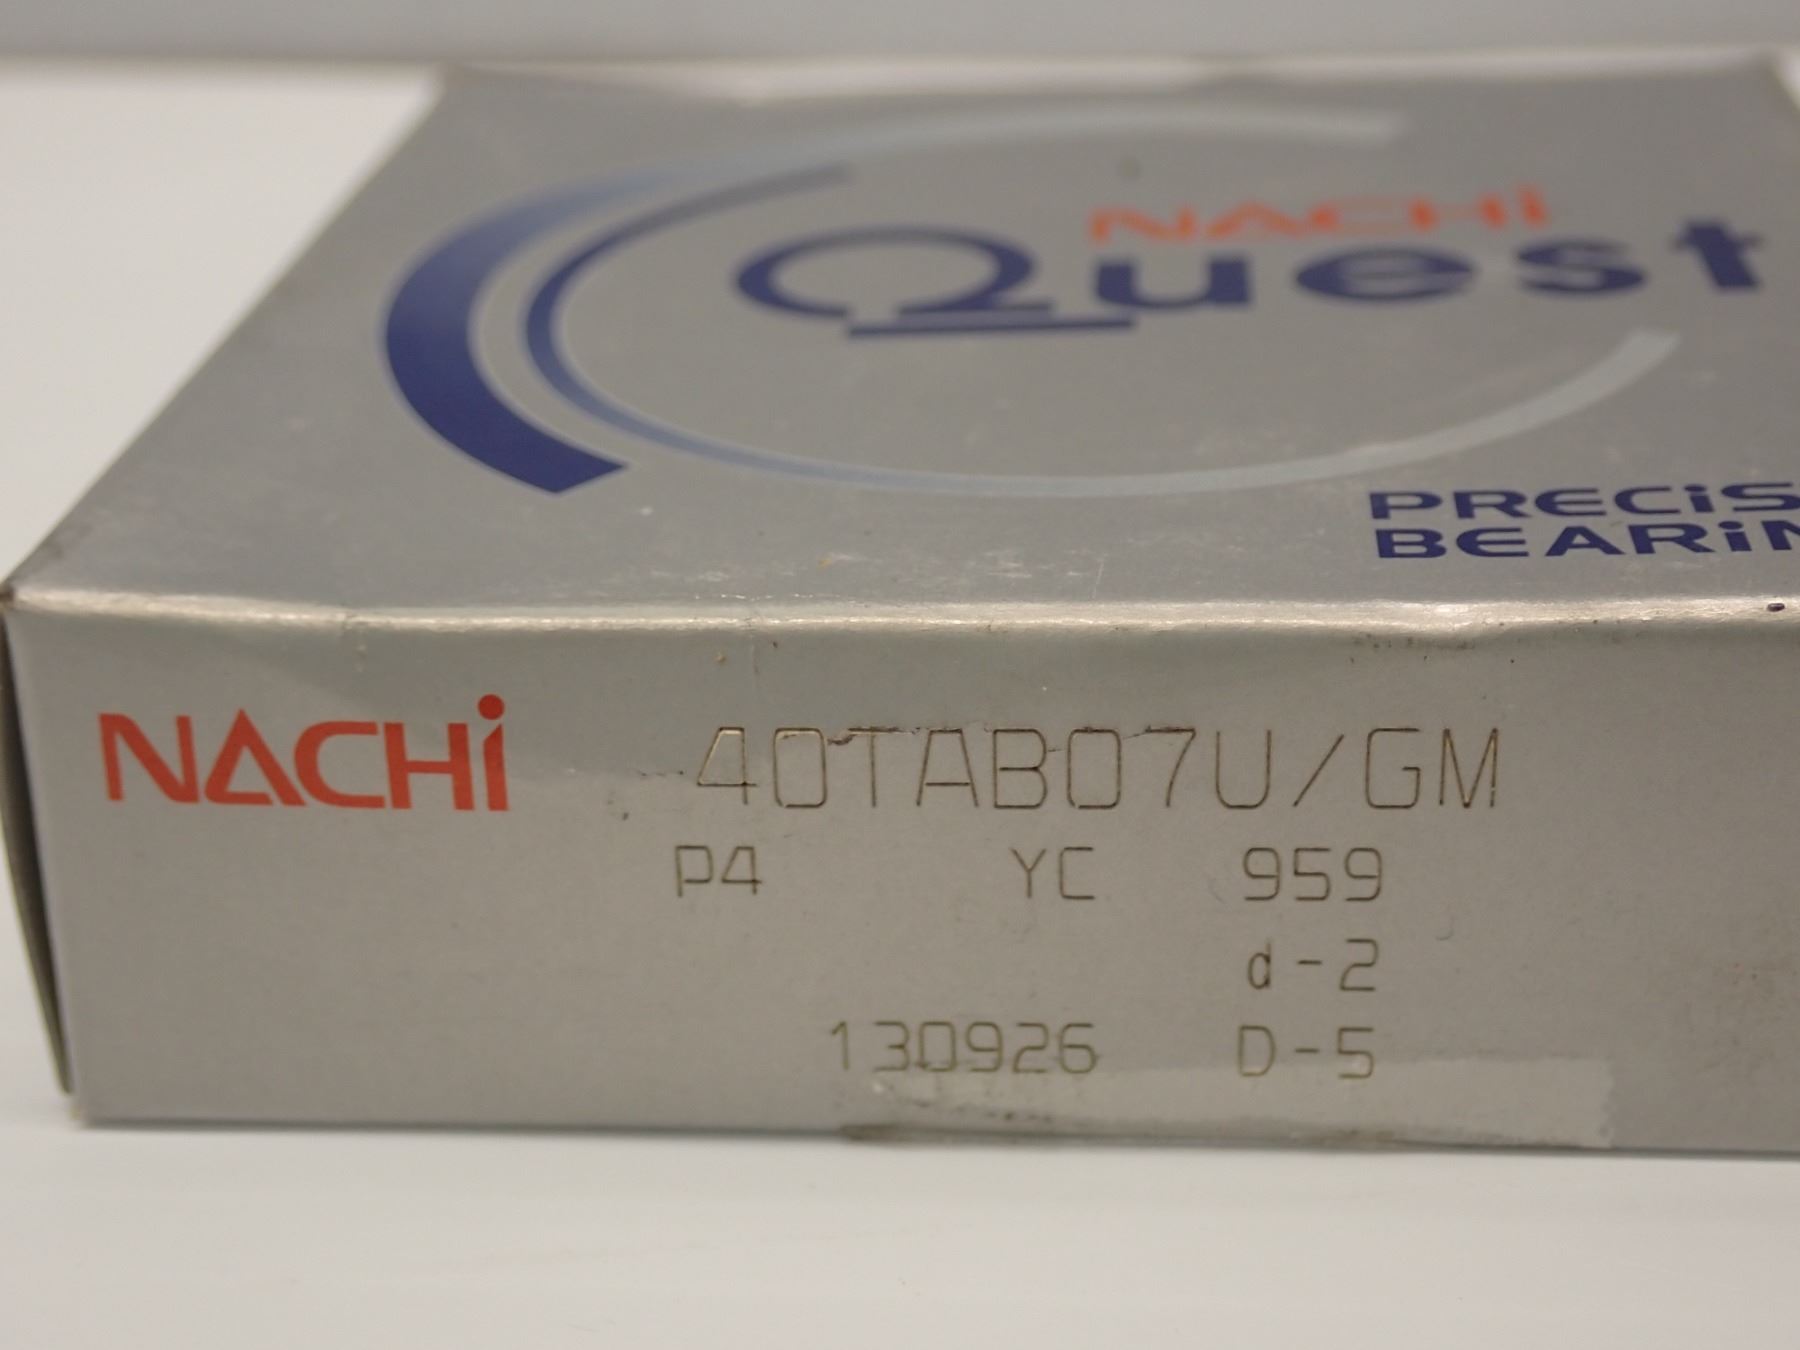 NACHi
Quest
PRECiS
BEARiN
NACHi 40TAB07U/GM
P4 YC 959
d-2
130926 D-5